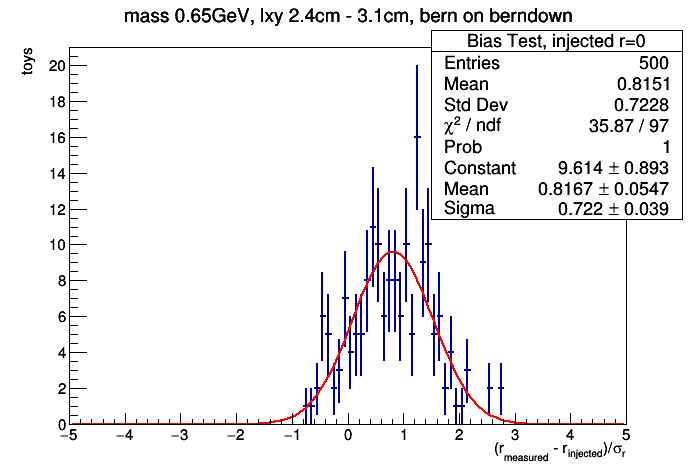 mass 0.65GeV, lxy 2.4cm - 3.1cm, bern on berndown
toys
Bias Test, injected r=0
Entries 500
Mean 0.8151
Std Dev 0.7228
χ² / ndf 35.87 / 97
Prob 1
Constant 9.614 ± 0.893
Mean 0.8167 ± 0.0547
Sigma 0.722 ± 0.039
20
18
16
14
12
10
8
6
4
2
0
−5 −4 −3 −2 −1 0 1 2 3 4 5
(r_measured - r_injected)/σ_r